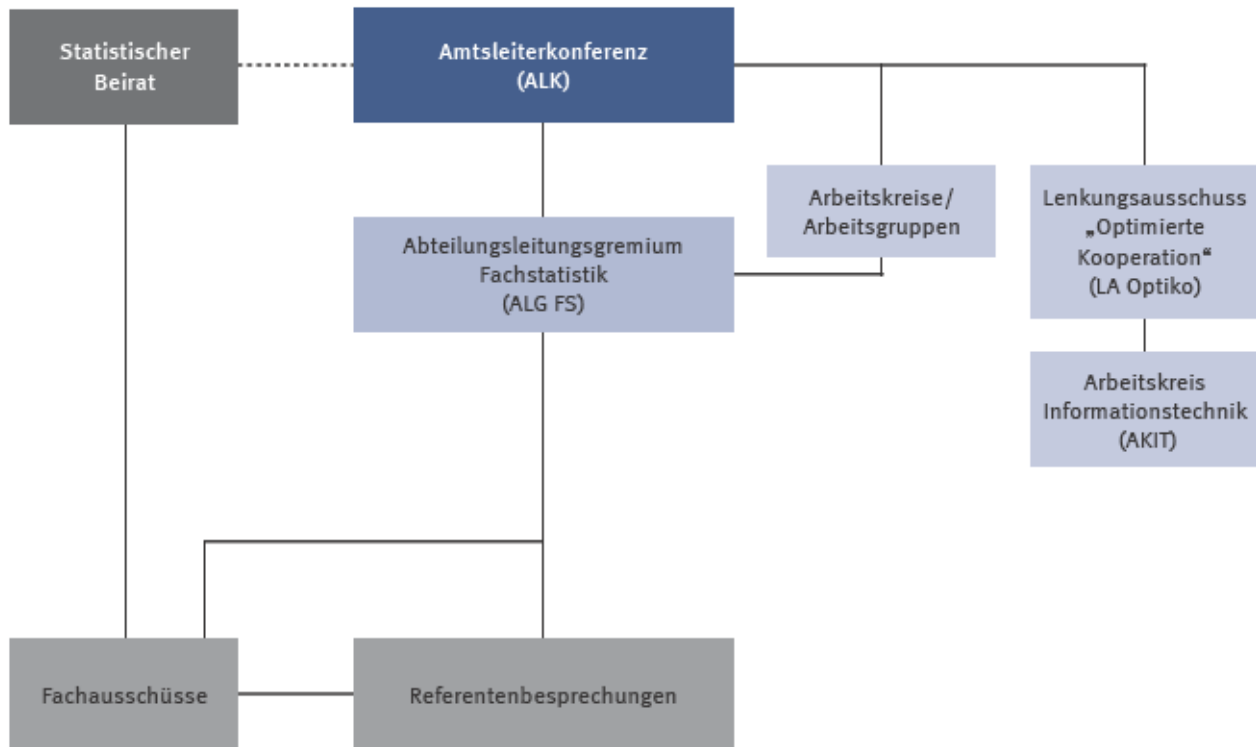 Statistischer
Beirat
Amtsleiterkonferenz
(ALK)
Arbeitskreise/
Arbeitsgruppen
Lenkungsausschuss
„Optimierte
Kooperation“
(LA Optiko)
Abteilungsleitungsgremium
Fachstatistik
(ALG FS)
Arbeitskreis
Informationstechnik
(AKIT)
Fachausschüsse
Referentenbesprechungen